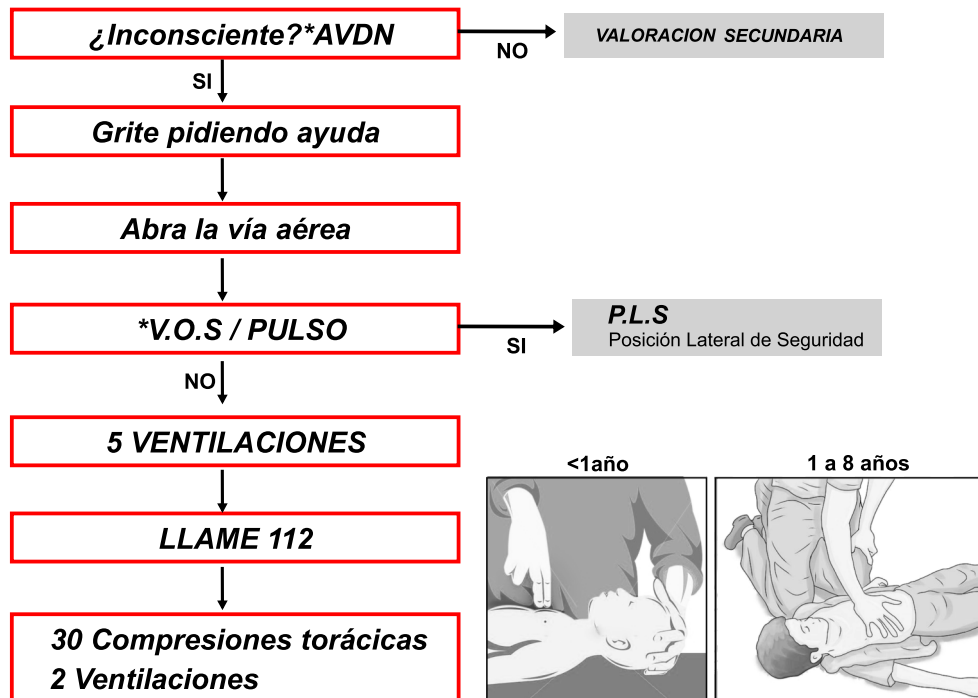 ¿Inconsciente?*AVDN
NO
VALORACION SECUNDARIA
SI
Grite pidiendo ayuda
Abra la vía aérea
*V.O.S / PULSO
SI
P.L.S
Posición Lateral de Seguridad
NO
5 VENTILACIONES
<1año
1 a 8 años
LLAME 112
30 Compresiones torácicas
2 Ventilaciones